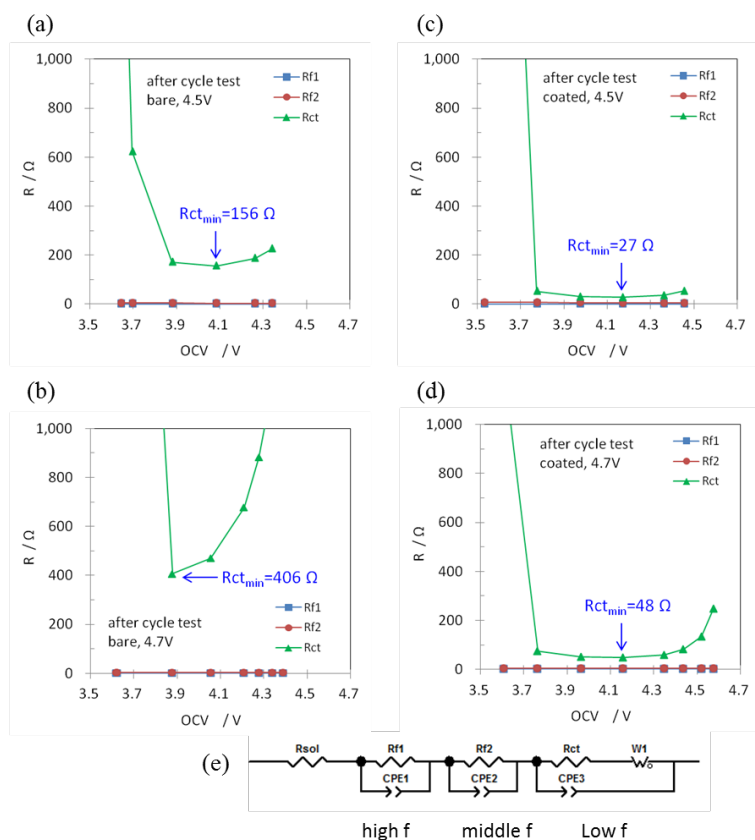 (a)
1,000
800
600
400
200
0
R / Ω
after cycle test
bare, 4.5V
Rf1
Rf2
Rct
Rct_min=156 Ω
3.5 3.7 3.9 4.1 4.3 4.5 4.7
OCV / V
(c)
1,000
800
600
400
200
0
R / Ω
after cycle test
coated, 4.5V
Rf1
Rf2
Rct
Rct_min=27 Ω
3.5 3.7 3.9 4.1 4.3 4.5 4.7
OCV / V
(b)
1,000
800
600
400
200
0
R / Ω
Rct_min=406 Ω
after cycle test
bare, 4.7V
Rf1
Rf2
Rct
3.5 3.7 3.9 4.1 4.3 4.5 4.7
OCV / V
(d)
1,000
800
600
400
200
0
R / Ω
after cycle test
coated, 4.7V
Rf1
Rf2
Rct
Rct_min=48 Ω
3.5 3.7 3.9 4.1 4.3 4.5 4.7
OCV / V
(e)
Rsol Rf1 Rf2 Rct W1
CPE1 CPE2 CPE3
high f middle f Low f